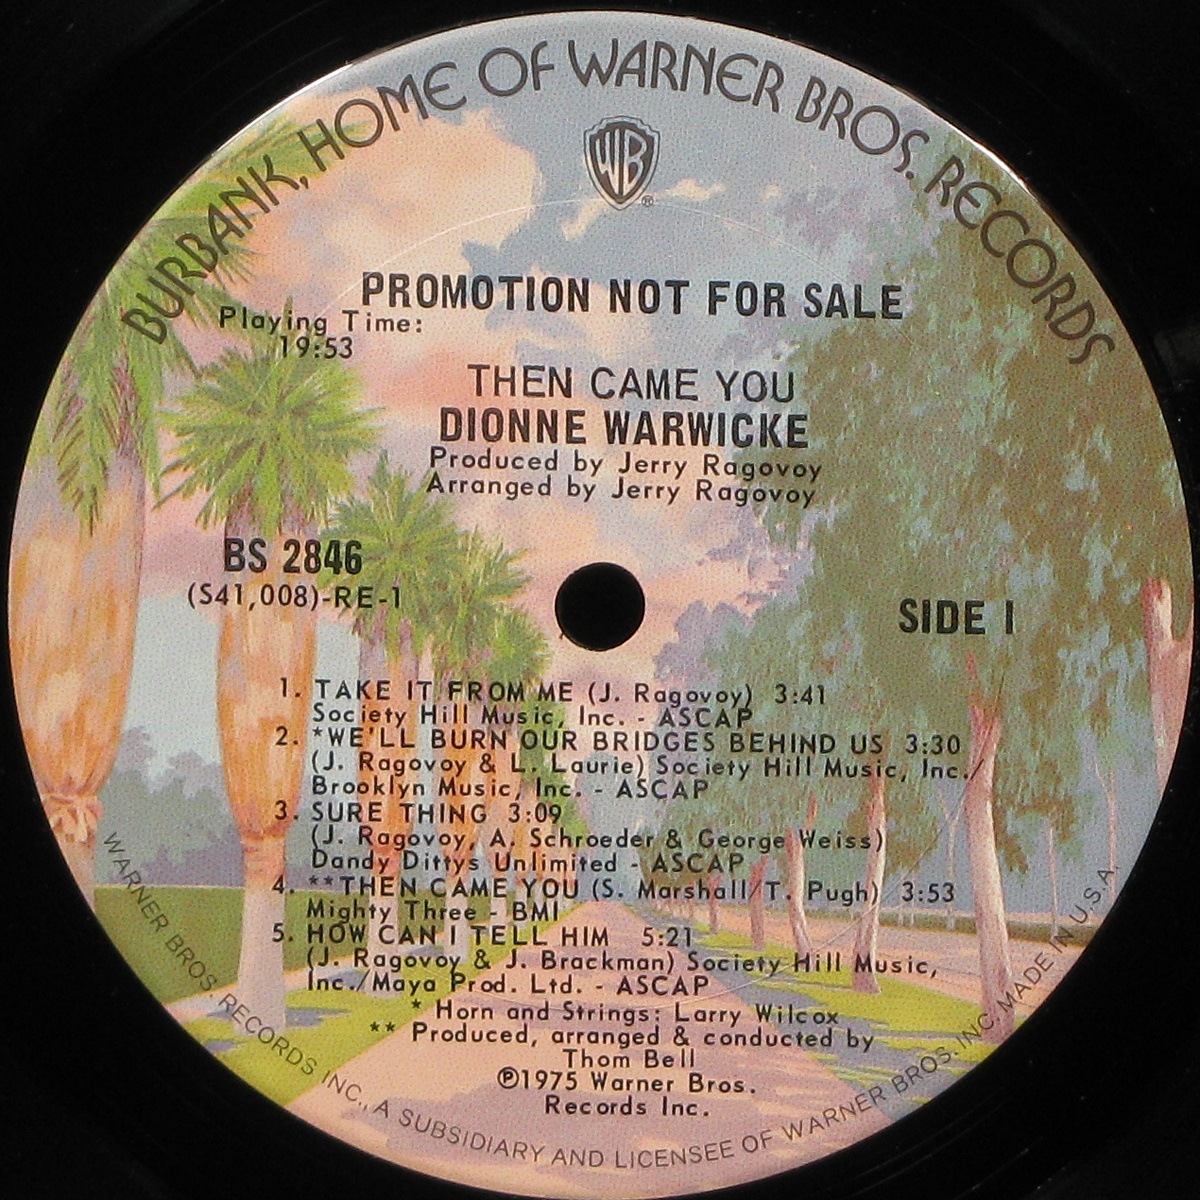 BURBANK, HOME OF WARNER BROS. RECORDS
WB
®
PROMOTION NOT FOR SALE
Playing Time:
19:53
THEN CAME YOU
DIONNE WARWICKE
Produced by Jerry Ragovoy
Arranged by Jerry Ragovoy
BS 2846
(S41,008)-RE-1
SIDE 1
1. TAKE IT FROM ME (J. Ragovoy) 3:41
Society Hill Music, Inc. - ASCAP
2. *WE'LL BURN OUR BRIDGES BEHIND US 3:30
(J. Ragovoy & L. Laurie) Society Hill Music, Inc./
Brooklyn Music, Inc. - ASCAP
3. SURE THING 3:09
(J. Ragovoy, A. Schroeder & George Weiss)
Dandy Dittys Unlimited - ASCAP
4. **THEN CAME YOU (S. Marshall/T. Pugh) 3:53
Mighty Three - BMI
5. HOW CAN I TELL HIM 5:21
(J. Ragovoy & J. Brackman) Society Hill Music,
Inc./Maya Prod. Ltd. - ASCAP
* Horn and Strings: Larry Wilcox
** Produced, arranged & conducted by
Thom Bell
℗1975 Warner Bros.
Records Inc.
WARNER BROS. RECORDS INC., A SUBSIDIARY AND LICENSEE OF WARNER BROS. INC. MADE IN U.S.A.